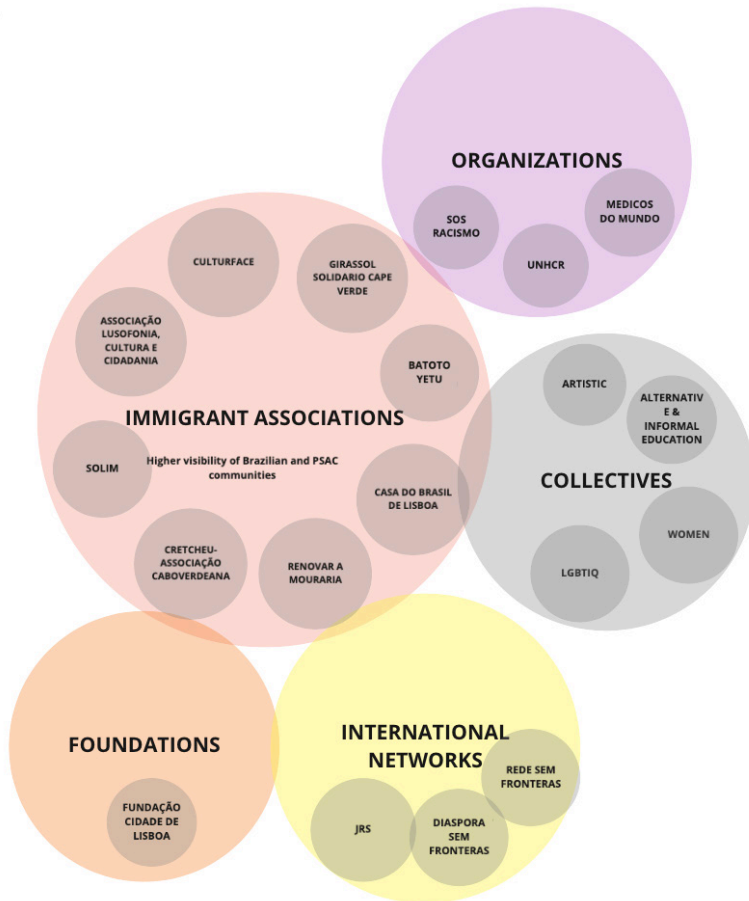 ORGANIZATIONS
SOS
RACISMO
UNHCR
MEDICOS
DO MUNDO
CULTURFACE
GIRASSOL
SOLIDARIO CAPE
VERDE
ASSOCIAÇÃO
LUSOFONIA,
CULTURA E
CIDADANIA
BATOTO
YETU
IMMIGRANT ASSOCIATIONS
Higher visibility of Brazilian and PSAC
communities
SOLIM
CASA DO BRASIL
DE LISBOA
CRETCHEU-
ASSOCIAÇÃO
CABOVERDEANA
RENOVAR A
MOURARIA
ARTISTIC
ALTERNATIV
E &
INFORMAL
EDUCATION
COLLECTIVES
WOMEN
LGBTIQ
FOUNDATIONS
FUNDAÇÃO
CIDADE DE
LISBOA
INTERNATIONAL
NETWORKS
REDE SEM
FRONTERAS
JRS
DIASPORA
SEM
FRONTERAS